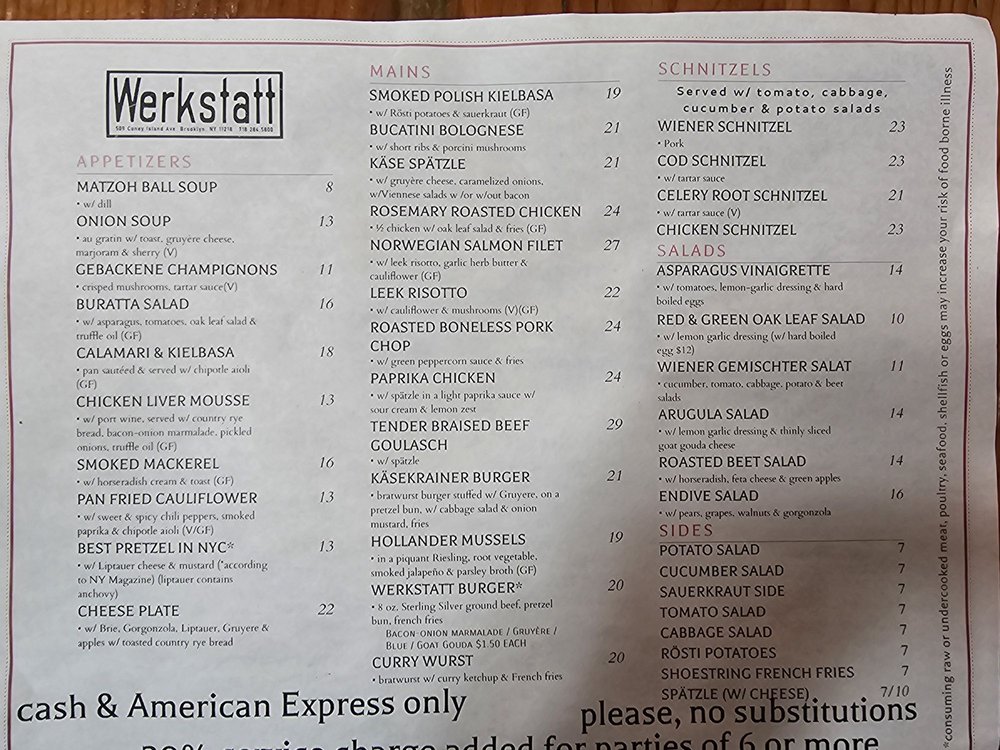 Werkstatt
509 Coney Island Ave Brooklyn, NY 11218 718 284 5800
APPETIZERS
MATZOH BALL SOUP 8
• w/ dill
ONION SOUP 13
• au gratin w/ toast, gruyère cheese,
marjoram & sherry (V)
GEBACKENE CHAMPIGNONS 11
• crisped mushrooms, tartar sauce(V)
BURATTA SALAD 16
• w/ asparagus, tomatoes, oak leaf salad &
truffle oil (GF)
CALAMARI & KIELBASA 18
• pan sautéed & served w/ chipotle aioli
(GF)
CHICKEN LIVER MOUSSE 13
• w/ port wine, served w/ country rye
bread, bacon-onion marmalade, pickled
onions, truffle oil (GF)
SMOKED MACKEREL 16
• w/ horseradish cream & toast (GF)
PAN FRIED CAULIFLOWER 13
• w/ sweet & spicy chili peppers, smoked
paprika & chipotle aioli (V/GF)
BEST PRETZEL IN NYC* 13
• w/ Liptauer cheese & mustard (*according
to NY Magazine) (liptauer contains
anchovy)
CHEESE PLATE 22
• w/ Brie, Gorgonzola, Liptauer, Gruyere &
apples w/ toasted country rye bread
MAINS
SMOKED POLISH KIELBASA 19
• w/ Rösti potatoes & sauerkraut (GF)
BUCATINI BOLOGNESE 21
• w/ short ribs & porcini mushrooms
KÄSE SPÄTZLE 21
• w/ gruyère cheese, caramelized onions,
w/Viennese salads w /or w/out bacon
ROSEMARY ROASTED CHICKEN 24
• ½ chicken w/ oak leaf salad & fries (GF)
NORWEGIAN SALMON FILET 27
• w/ leek risotto, garlic herb butter &
cauliflower (GF)
LEEK RISOTTO 22
• w/ cauliflower & mushrooms (V)(GF)
ROASTED BONELESS PORK 24
CHOP
• w/ green peppercorn sauce & fries
PAPRIKA CHICKEN 24
• w/ spätzle in a light paprika sauce w/
sour cream & lemon zest
TENDER BRAISED BEEF 29
GOULASCH
• w/ spätzle
KÄSEKRAINER BURGER 21
• bratwurst burger stuffed w/ Gruyere, on a
pretzel bun, w/ cabbage salad & onion
mustard, fries
HOLLANDER MUSSELS 19
• in a piquant Riesling, root vegetable,
smoked jalapeño & parsley broth (GF)
WERKSTATT BURGER* 20
• 8 oz. Sterling Silver ground beef, pretzel
bun, french fries
BACON-ONION MARMALADE / GRUYÈRE /
BLUE / GOAT GOUDA $1.50 EACH
CURRY WURST 20
• bratwurst w/ curry ketchup & French fries
SCHNITZELS
Served w/ tomato, cabbage,
cucumber & potato salads
WIENER SCHNITZEL 23
• Pork
COD SCHNITZEL 23
• w/ tartar sauce
CELERY ROOT SCHNITZEL 21
• w/ tartar sauce (V)
CHICKEN SCHNITZEL 23
SALADS
ASPARAGUS VINAIGRETTE 14
• w/ tomatoes, lemon-garlic dressing & hard
boiled eggs
RED & GREEN OAK LEAF SALAD 10
• w/ lemon garlic dressing (w/ hard boiled
egg $12)
WIENER GEMISCHTER SALAT 11
• cucumber, tomato, cabbage, potato & beet
salads
ARUGULA SALAD 14
• w/ lemon garlic dressing & thinly sliced
goat gouda cheese
ROASTED BEET SALAD 14
• w/ horseradish, feta cheese & green apples
ENDIVE SALAD 16
• w/ pears, grapes, walnuts & gorgonzola
SIDES
POTATO SALAD 7
CUCUMBER SALAD 7
SAUERKRAUT SIDE 7
TOMATO SALAD 7
CABBAGE SALAD 7
RÖSTI POTATOES 7
SHOESTRING FRENCH FRIES 7
SPÄTZLE (W/ CHEESE) 7/10
*consuming raw or undercooked meat, poultry, seafood, shellfish or eggs may increase your risk of food borne illness
cash & American Express only
please, no substitutions
20% service charge added for parties of 6 or more